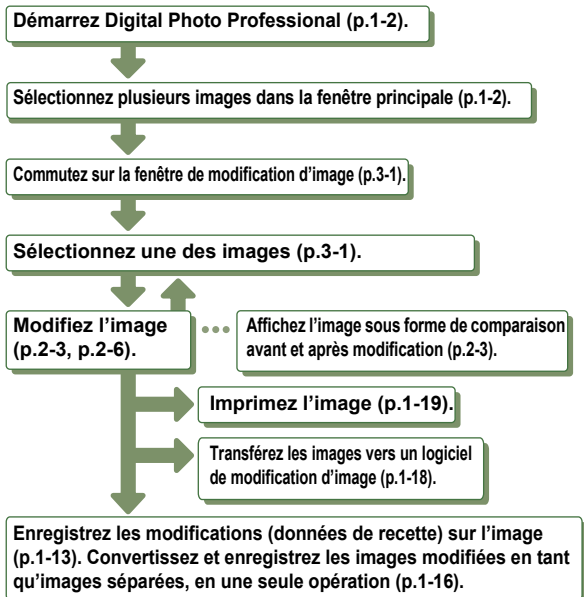 Démarrez Digital Photo Professional (p.1-2).
Sélectionnez plusieurs images dans la fenêtre principale (p.1-2).
Commutez sur la fenêtre de modification d’image (p.3-1).
Sélectionnez une des images (p.3-1).
Modifiez l’image
(p.2-3, p.2-6).
Affichez l’image sous forme de comparaison
avant et après modification (p.2-3).
Imprimez l’image (p.1-19).
Transférez les images vers un logiciel
de modification d’image (p.1-18).
Enregistrez les modifications (données de recette) sur l’image
(p.1-13). Convertissez et enregistrez les images modifiées en tant
qu’images séparées, en une seule opération (p.1-16).